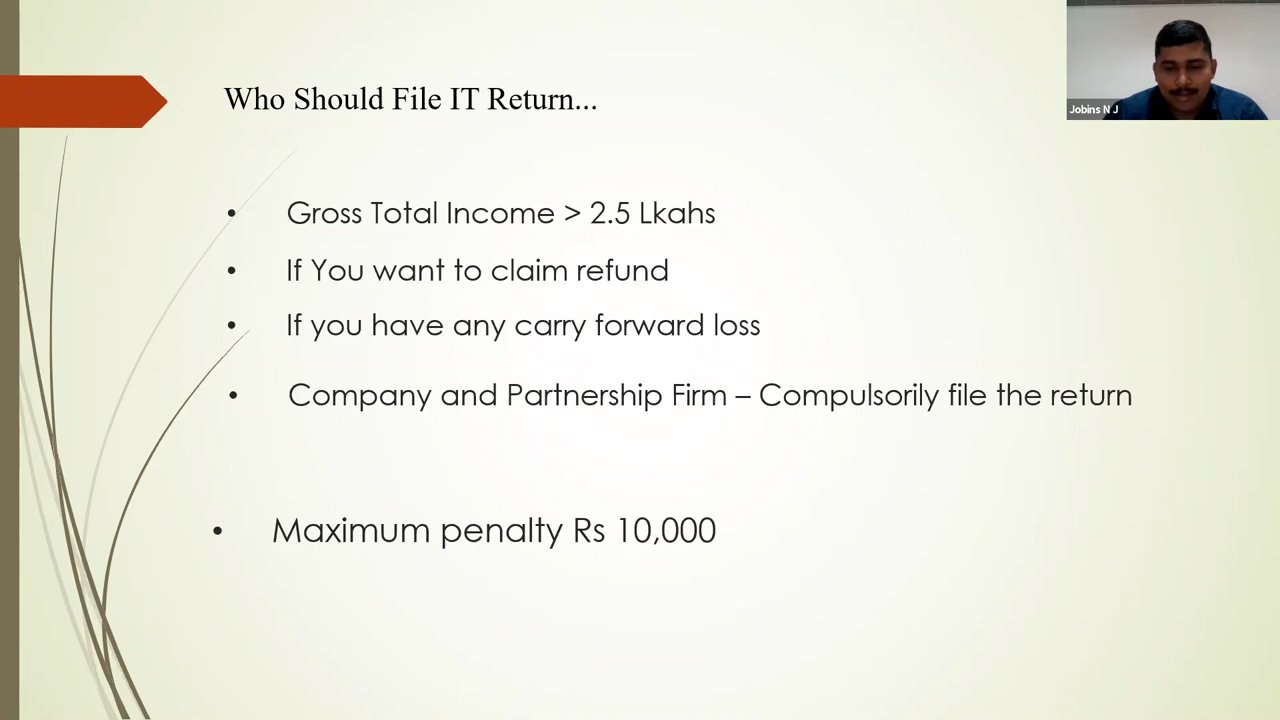 Who Should File IT Return...
Jobins N J
• Gross Total Income > 2.5 Lkahs
• If You want to claim refund
• If you have any carry forward loss
• Company and Partnership Firm – Compulsorily file the return
• Maximum penalty Rs 10,000